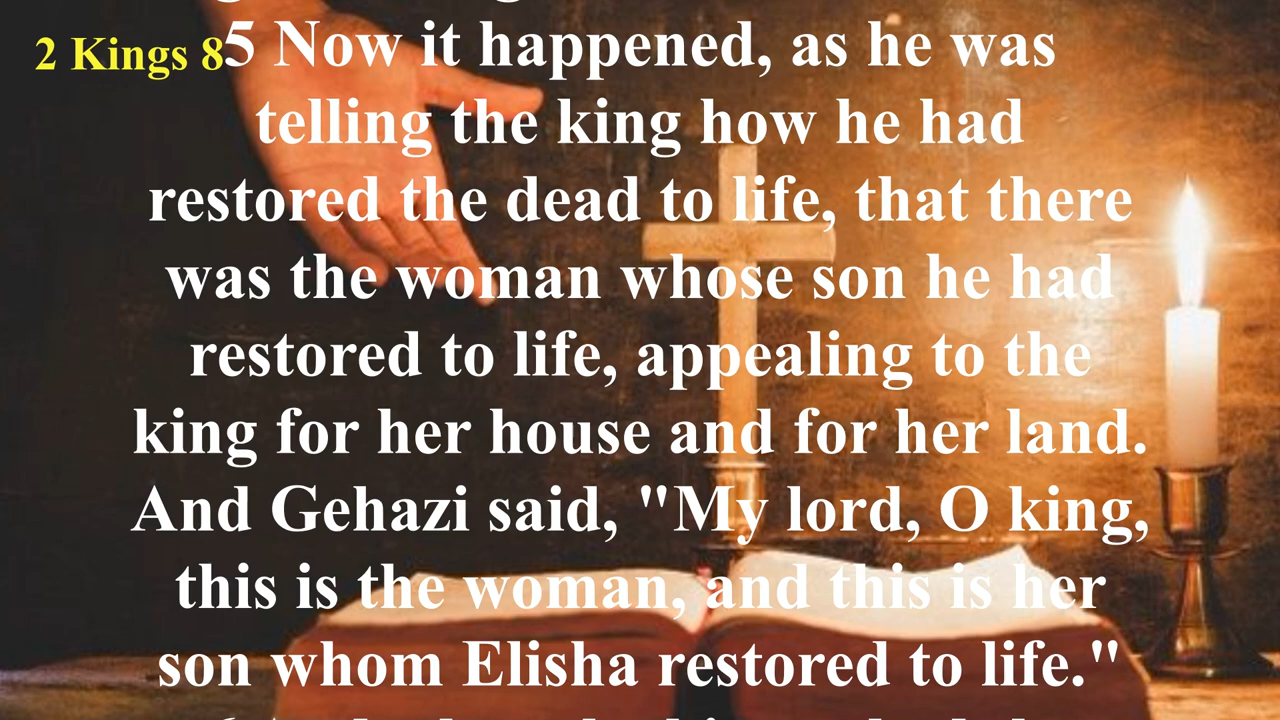 2 Kings 8
5 Now it happened, as he was
telling the king how he had
restored the dead to life, that there
was the woman whose son he had
restored to life, appealing to the
king for her house and for her land.
And Gehazi said, "My lord, O king,
this is the woman, and this is her
son whom Elisha restored to life."